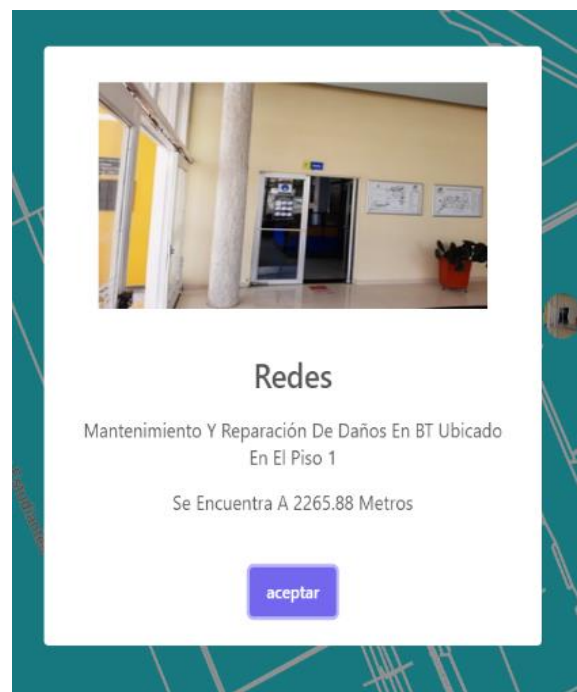 Redes
Mantenimiento Y Reparación De Daños En BT Ubicado
En El Piso 1
Se Encuentra A 2265.88 Metros
aceptar